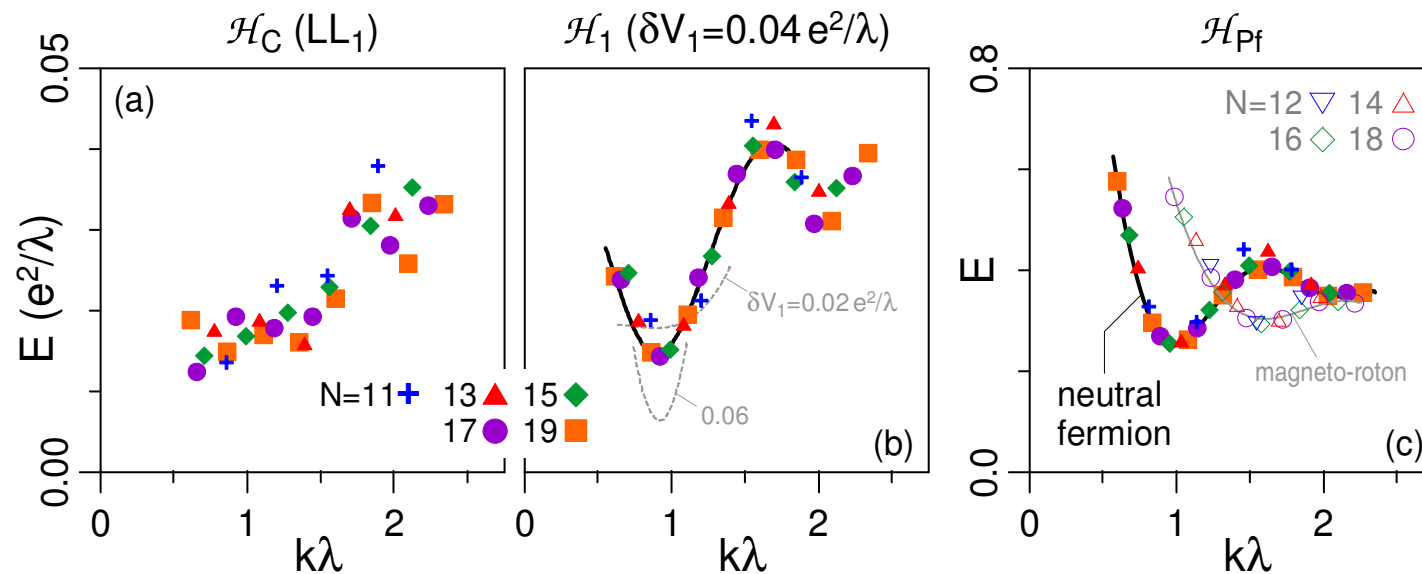 ℋC (LL1)
ℋ1 (δV1=0.04 e²/λ)
ℋPf
0.05
(a)
E (e²/λ)
0.00
N=11 13 15
17 19
0 1 2
kλ
δV1=0.02 e²/λ
0.06
(b)
0 1 2
kλ
0.8
N=12 14
16 18
E
neutral
fermion
magneto-roton
(c)
0.0
0 1 2
kλ